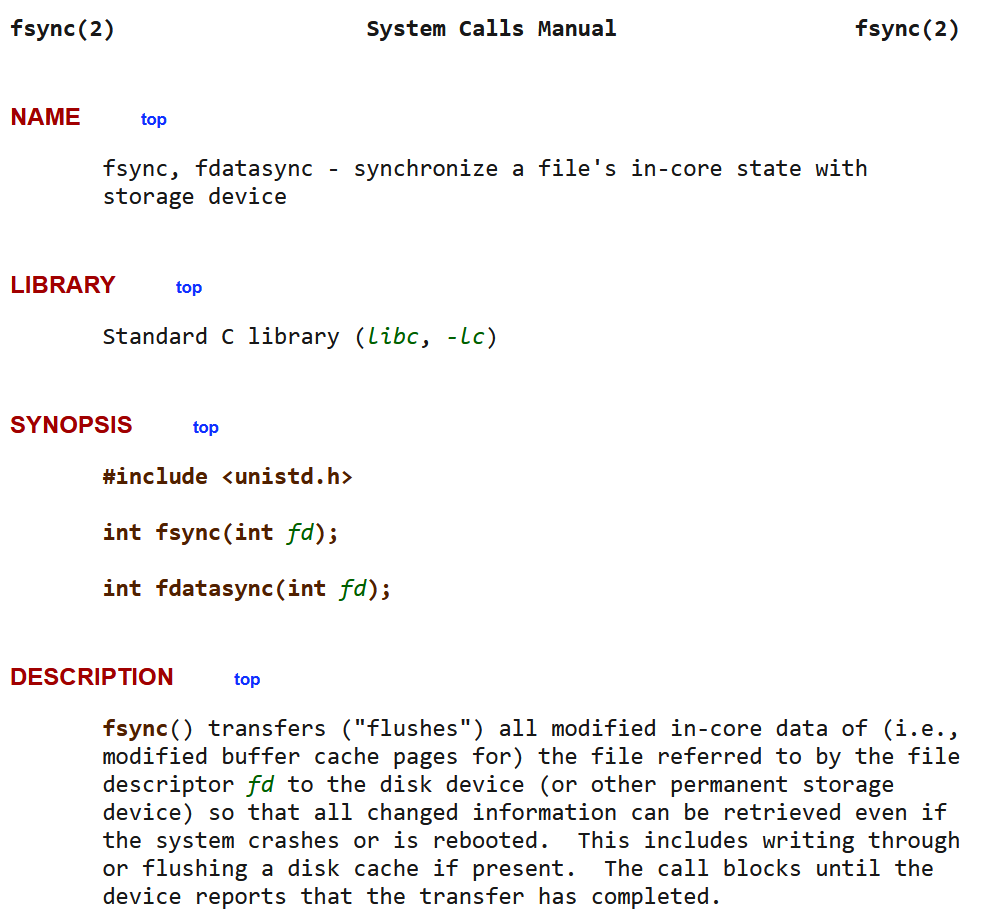 fsync(2) System Calls Manual fsync(2)
NAME top
fsync, fdatasync - synchronize a file's in-core state with
storage device
LIBRARY top
Standard C library (libc, -lc)
SYNOPSIS top
#include <unistd.h>
int fsync(int fd);
int fdatasync(int fd);
DESCRIPTION top
fsync() transfers ("flushes") all modified in-core data of (i.e.,
modified buffer cache pages for) the file referred to by the file
descriptor fd to the disk device (or other permanent storage
device) so that all changed information can be retrieved even if
the system crashes or is rebooted.  This includes writing through
or flushing a disk cache if present.  The call blocks until the
device reports that the transfer has completed.